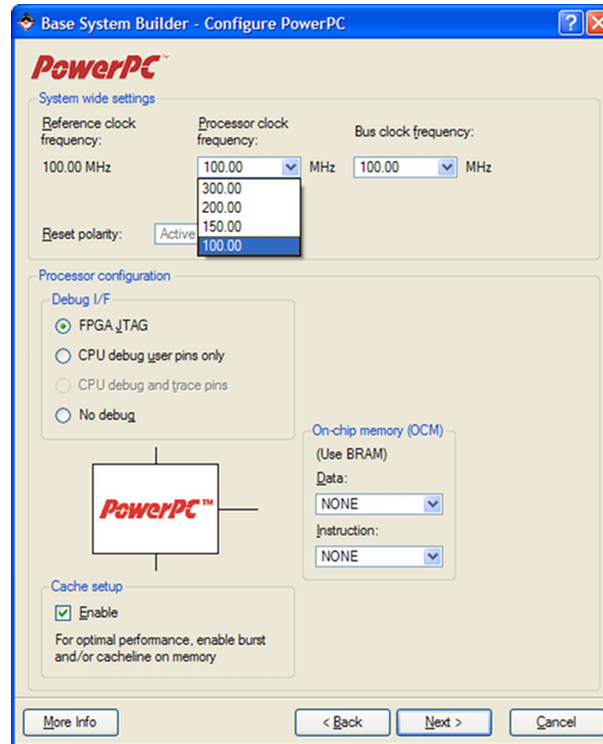 Base System Builder - Configure PowerPC
PowerPC™
System wide settings
Reference clock frequency:
Processor clock frequency:
Bus clock frequency:
100.00 MHz
100.00 MHz
100.00 MHz
300.00
200.00
150.00
100.00
Reset polarity:
Active
Processor configuration
Debug I/F
FPGA JTAG
CPU debug user pins only
CPU debug and trace pins
No debug
PowerPC™
On-chip memory (OCM)
(Use BRAM)
Data:
NONE
Instruction:
NONE
Cache setup
Enable
For optimal performance, enable burst
and/or cacheline on memory
More Info
< Back
Next >
Cancel